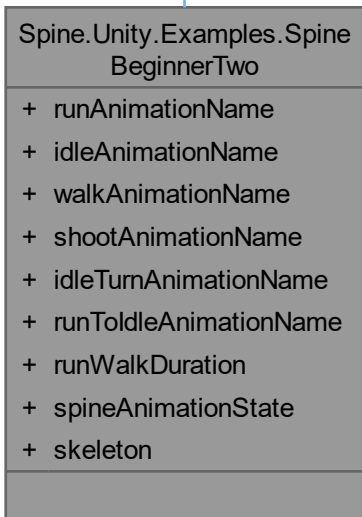 Spine.Unity.Examples.Spine
BeginnerTwo
+ runAnimationName
+ idleAnimationName
+ walkAnimationName
+ shootAnimationName
+ idleTurnAnimationName
+ runToIdleAnimationName
+ runWalkDuration
+ spineAnimationState
+ skeleton